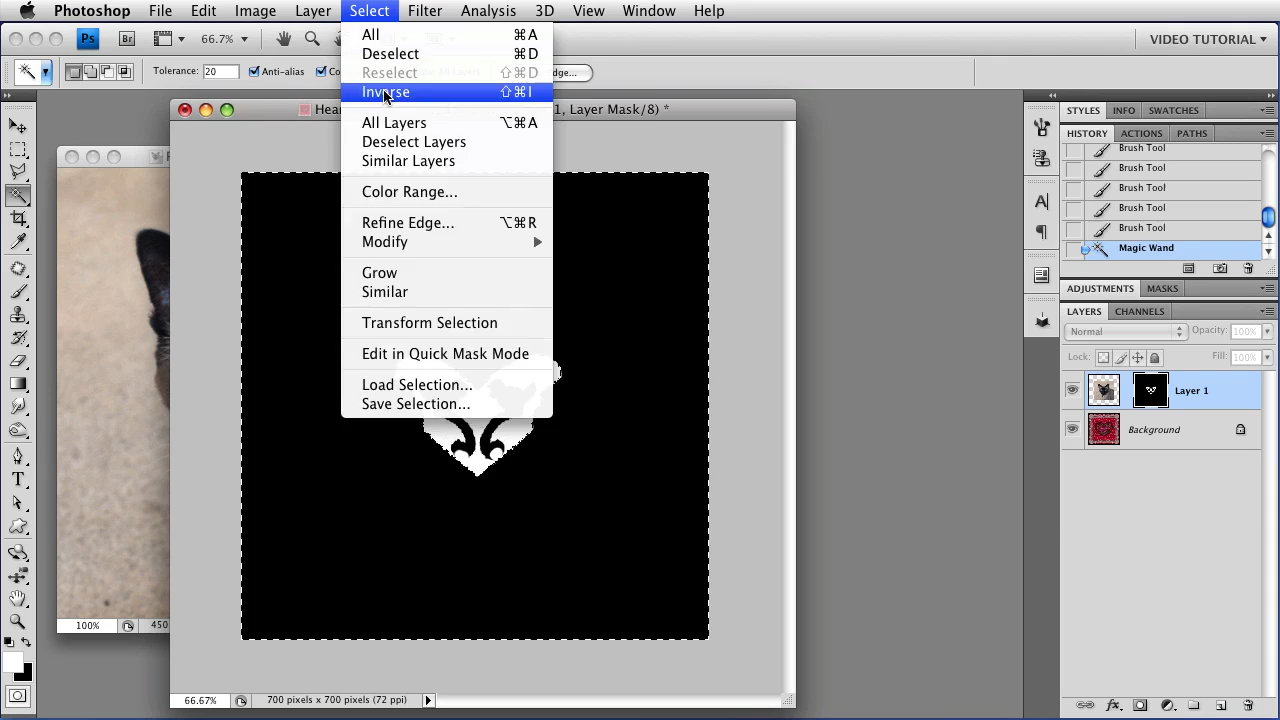 Photoshop File Edit Image Layer Select Filter Analysis 3D View Window Help
Ps Br 66.7% VIDEO TUTORIAL
Tolerance: 20 Anti-alias
All ⌘A
Deselect ⌘D
Reselect ⇧⌘D
Inverse ⇧⌘I
All Layers ⌥⌘A
Deselect Layers
Similar Layers
Color Range...
Refine Edge... ⌥⌘R
Modify
Grow
Similar
Transform Selection
Edit in Quick Mask Mode
Load Selection...
Save Selection...
1, Layer Mask/8) *
100% 450
66.67% 700 pixels x 700 pixels (72 ppi)
STYLES INFO SWATCHES
HISTORY ACTIONS PATHS
Brush Tool
Brush Tool
Brush Tool
Brush Tool
Brush Tool
Magic Wand
ADJUSTMENTS MASKS
LAYERS CHANNELS
Normal Opacity: 100%
Lock: Fill: 100%
Layer 1
Background